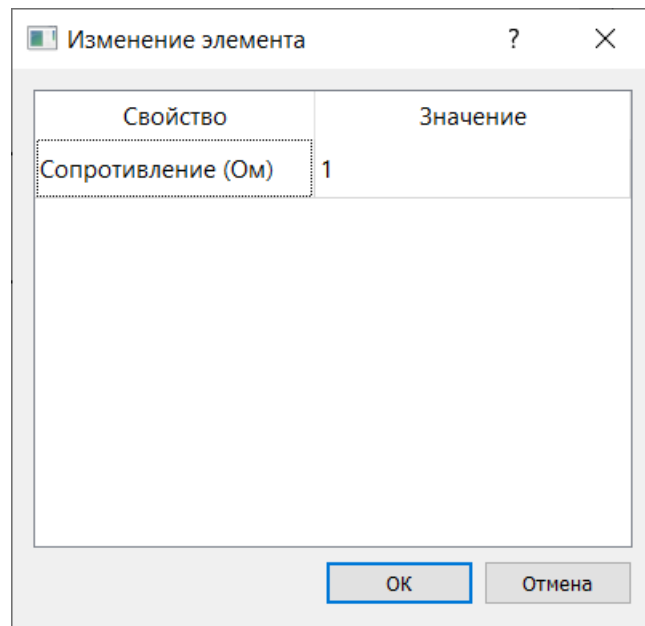 Изменение элемента ?
Свойство Значение
Сопротивление (Ом) 1
ОК Отмена